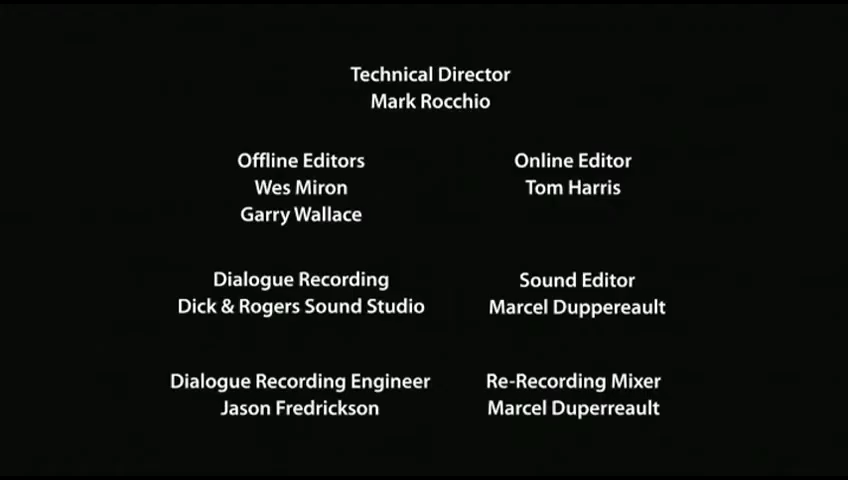 Technical Director
Mark Rocchio
Offline Editors
Wes Miron
Garry Wallace
Online Editor
Tom Harris
Dialogue Recording
Dick & Rogers Sound Studio
Sound Editor
Marcel Duppereault
Dialogue Recording Engineer
Jason Fredrickson
Re-Recording Mixer
Marcel Duperreault